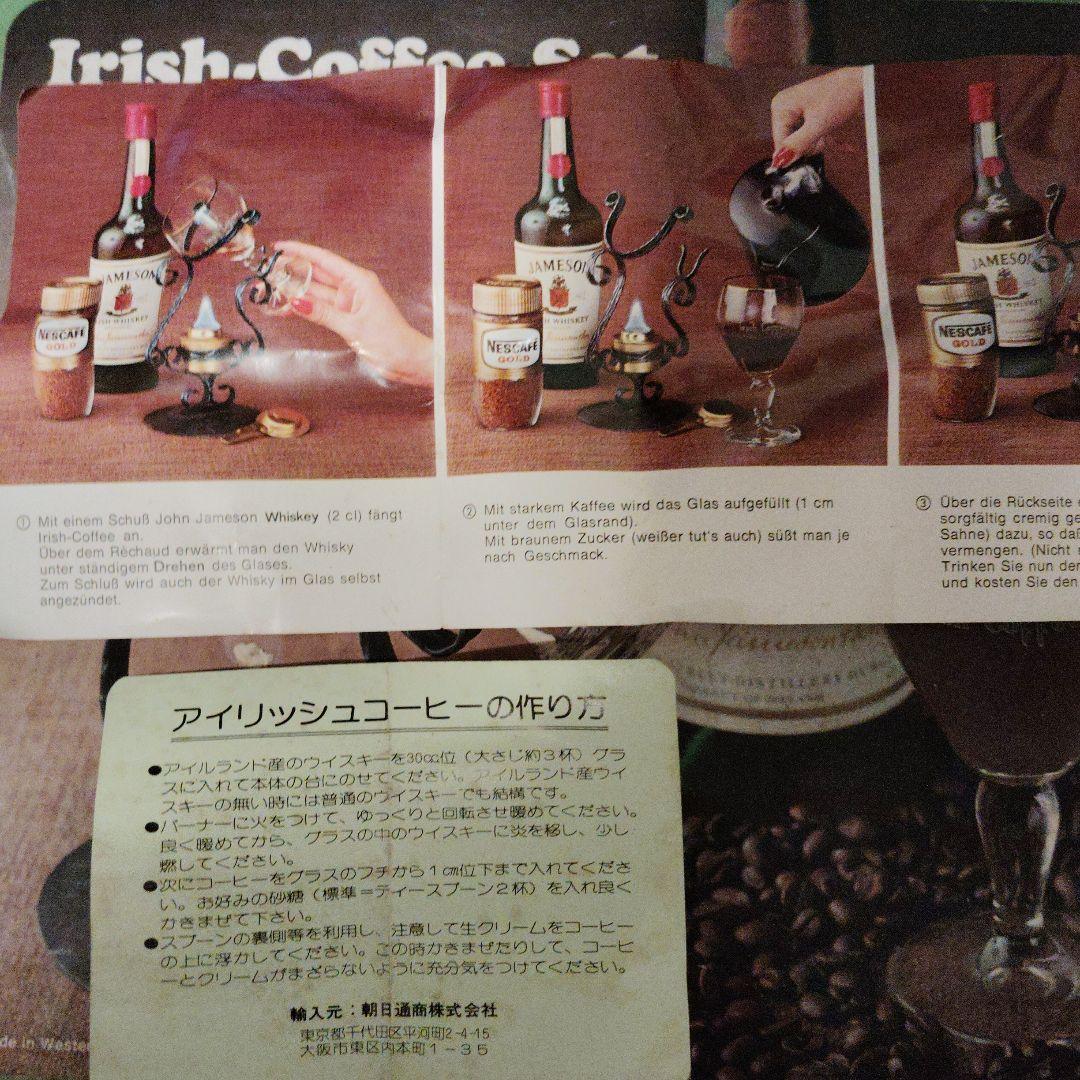 Irish-Coffee Set
JAMESON
WHISKEY
NESCAFÉ
GOLD
JAMESON
WHISKEY
NESCAFÉ
GOLD
JAMESON
WHISKEY
NESCAFÉ
GOLD
① Mit einem Schuß John Jameson Whiskey (2 cl) fängt
Irish-Coffee an.
Über dem Réchaud erwärmt man den Whisky
unter ständigem Drehen des Glases.
Zum Schluß wird auch der Whisky im Glas selbst
angezündet.
② Mit starkem Kaffee wird das Glas aufgefüllt (1 cm
unter dem Glasrand).
Mit braunem Zucker (weißer tut's auch) süßt man je
nach Geschmack.
③ Über die Rückseite
sorgfältig cremig
Sahne) dazu, so
vermengen. (Nicht
Trinken Sie nun
und kosten Sie den
アイリッシュコーヒーの作り方
●アイルランド産のウイスキーを30cc位（大さじ約3杯）グラ
スに入れて本体の台にのせてください。アイルランド産ウイ
スキーの無い時には普通のウイスキーでも結構です。
●バーナーに火をつけて、ゆっくりと回転させ暖めてください。
良く暖めてから、グラスの中のウイスキーに炎を移し、少し
燃してください。
●次にコーヒーをグラスのフチから1cm位下まで入れてくださ
い。お好みの砂糖（標準＝ティースプーン2杯）を入れ良く
かきまぜて下さい。
●スプーンの裏側等を利用し、注意して生クリームをコーヒー
の上に浮かしてください。この時かきまぜたりして、コーヒ
ーとクリームがまざらないように充分気をつけてください。
輸入元：朝日通商株式会社
東京都千代田区平河町2-4-15
大阪市東区内本町1-35
in